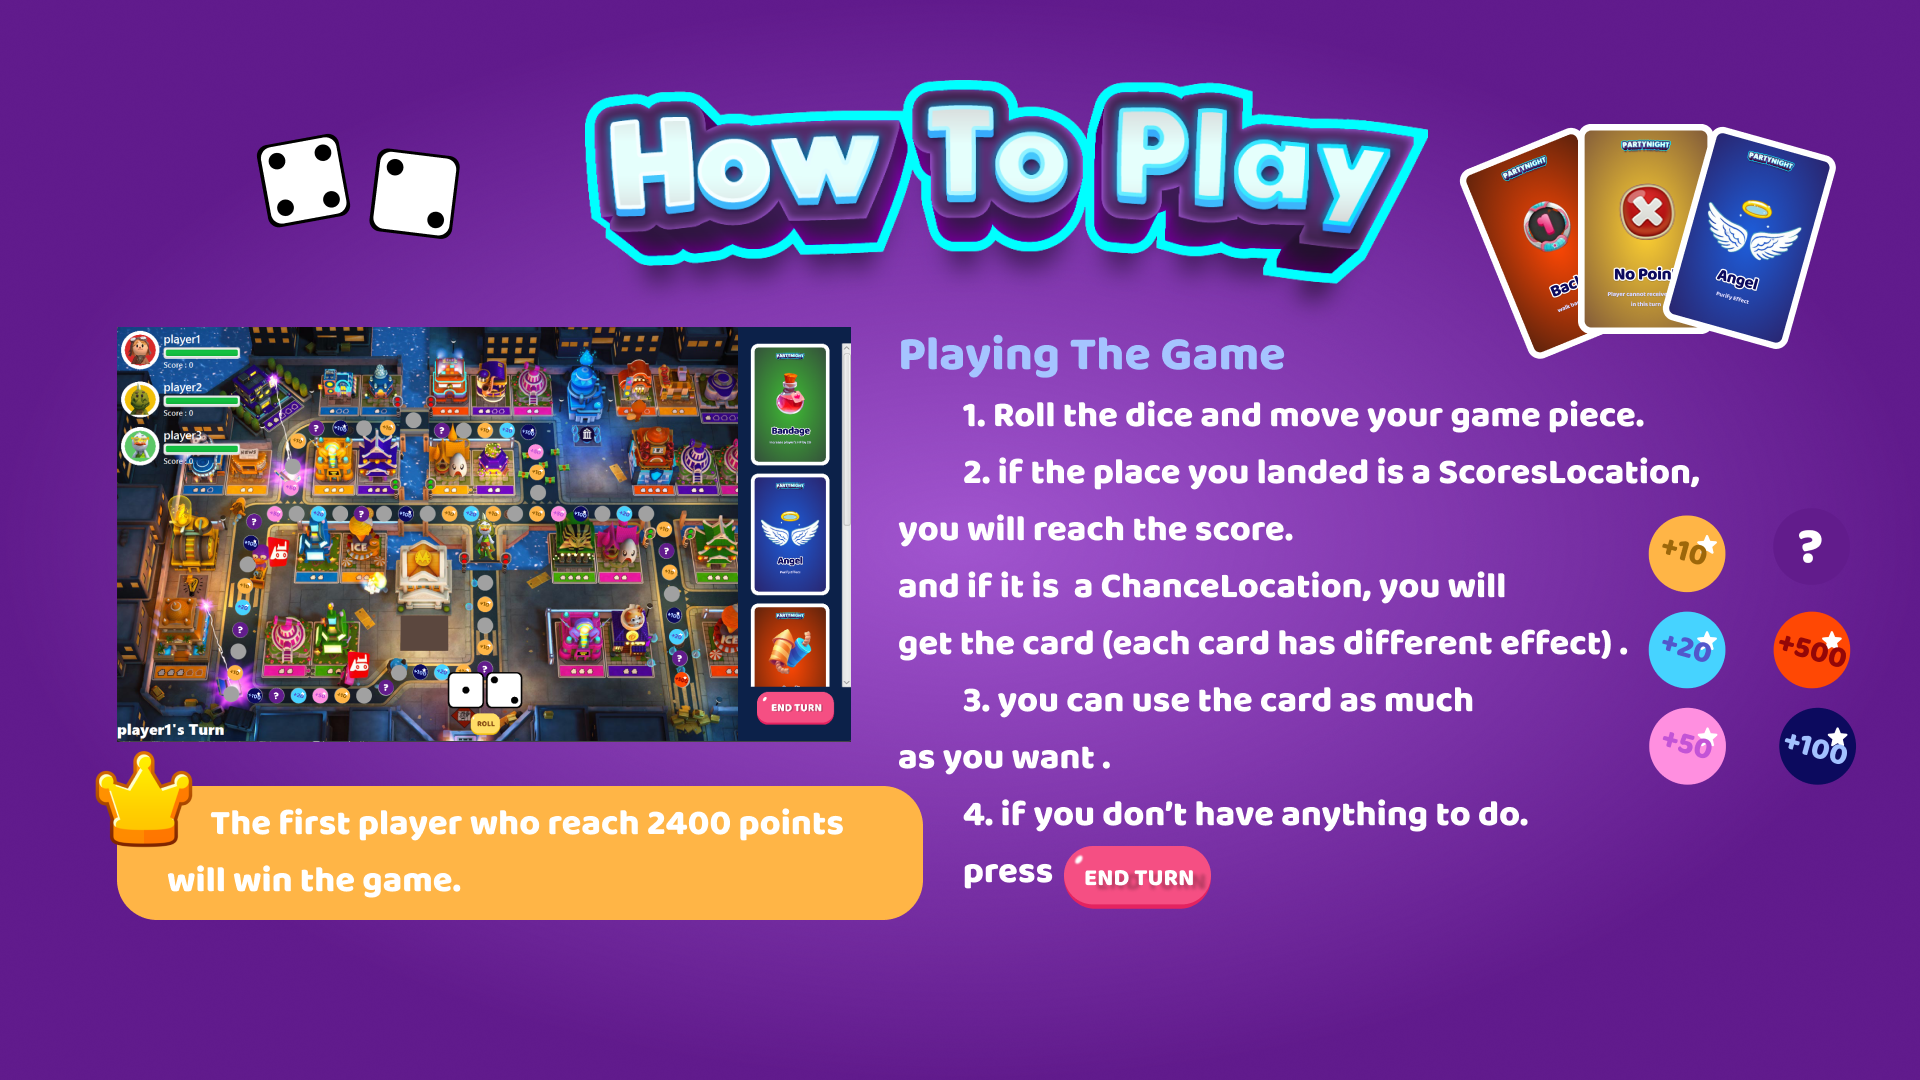 How To Play
PARTYNIGHT
1
Back
PARTYNIGHT
No Poin
Player cannot receive
in this turn
PARTYNIGHT
Angel
Purify Effect
player1
Score : 0
player2
Score : 0
player3
Score : 0
PARTYNIGHT
Bandage
PARTYNIGHT
Angel
PARTYNIGHT
END TURN
ROLL
player1's Turn
Playing The Game
1. Roll the dice and move your game piece.
2. if the place you landed is a ScoresLocation,
you will reach the score.
and if it is a ChanceLocation, you will
get the card (each card has different effect) .
3. you can use the card as much
as you want .
4. if you don’t have anything to do.
press END TURN
+10 ?
+20 +500
+50 +100
The first player who reach 2400 points
will win the game.